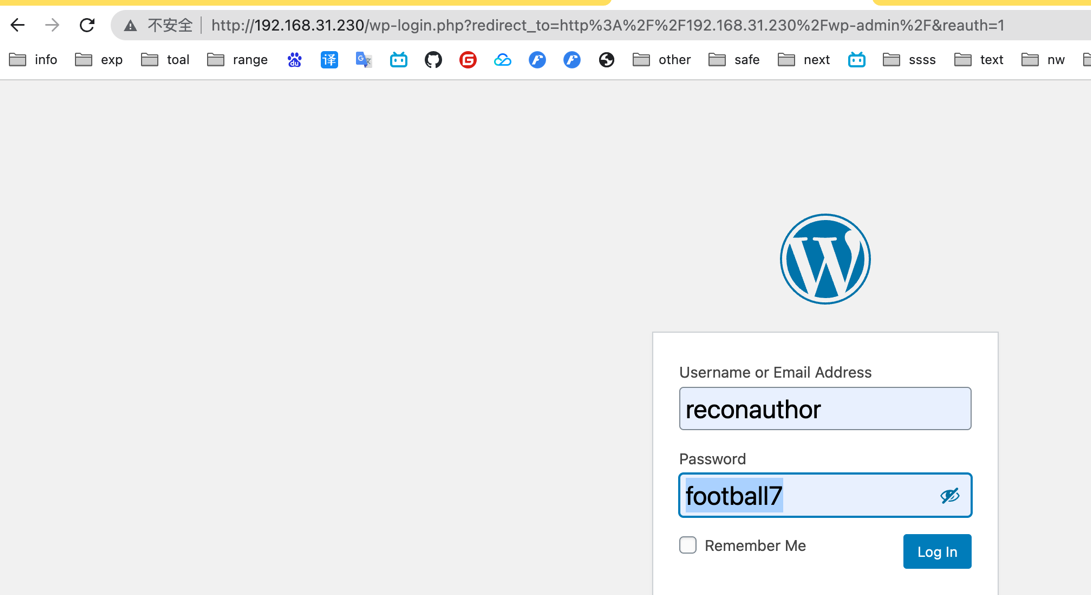 不安全 http://192.168.31.230/wp-login.php?redirect_to=http%3A%2F%2F192.168.31.230%2Fwp-admin%2F&reauth=1
info exp toal range 译 G other safe next ssss text nw
Username or Email Address
reconauthor
Password
football7
Remember Me Log In